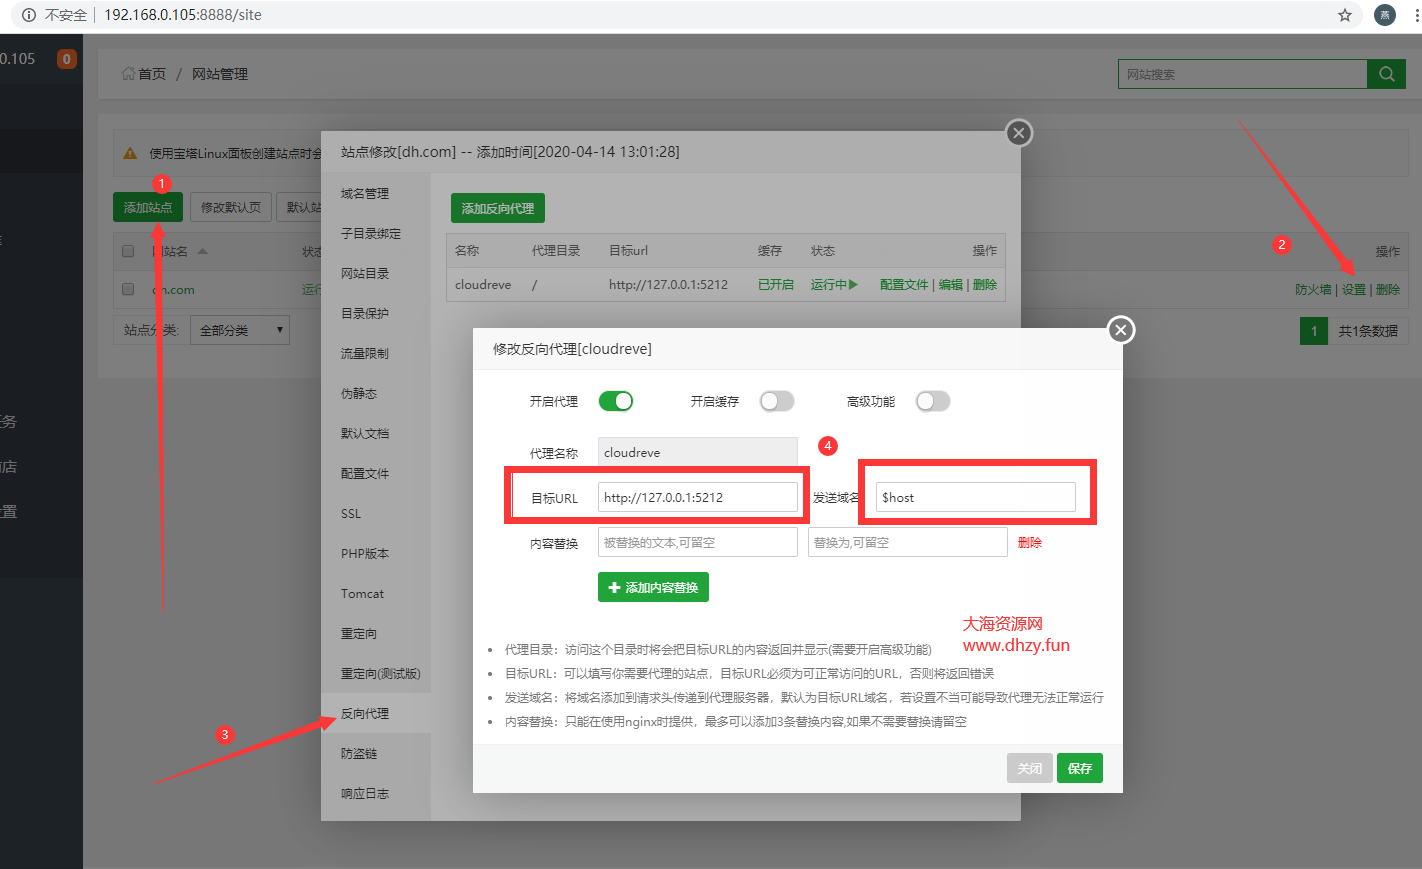 不安全 192.168.0.105:8888/site 燕
0.105 0
首页 / 网站管理 网站搜索
使用宝塔Linux面板创建站点时会
1
添加站点 修改默认页 默认站
网站名 状态 操作
2
dh.com 运行 防火墙 | 设置 | 删除
站点分类: 全部分类 1 共1条数据
任务
置
站点修改[dh.com] -- 添加时间[2020-04-14 13:01:28]
域名管理
子目录绑定
网站目录
目录保护
流量限制
伪静态
默认文档
配置文件
SSL
PHP版本
Tomcat
重定向
重定向(测试版)
反向代理
3
防盗链
响应日志
添加反向代理
名称 代理目录 目标url 缓存 状态 操作
cloudreve / http://127.0.0.1:5212 已开启 运行中 配置文件 | 编辑 | 删除
修改反向代理[cloudreve]
开启代理 开启缓存 高级功能
代理名称 cloudreve 4
目标URL http://127.0.0.1:5212 发送域名 $host
内容替换 被替换的文本,可留空 替换为,可留空 删除
添加内容替换
大海资源网
www.dhzy.fun
代理目录：访问这个目录时将会把目标URL的内容返回并显示(需要开启高级功能)
目标URL：可以填写你需要代理的站点，目标URL必须为可正常访问的URL，否则将返回错误
发送域名：将域名添加到请求头传递到代理服务器，默认为目标URL域名，若设置不当可能导致代理无法正常运行
内容替换：只能在使用nginx时提供，最多可以添加3条替换内容,如果不需要替换请留空
关闭 保存